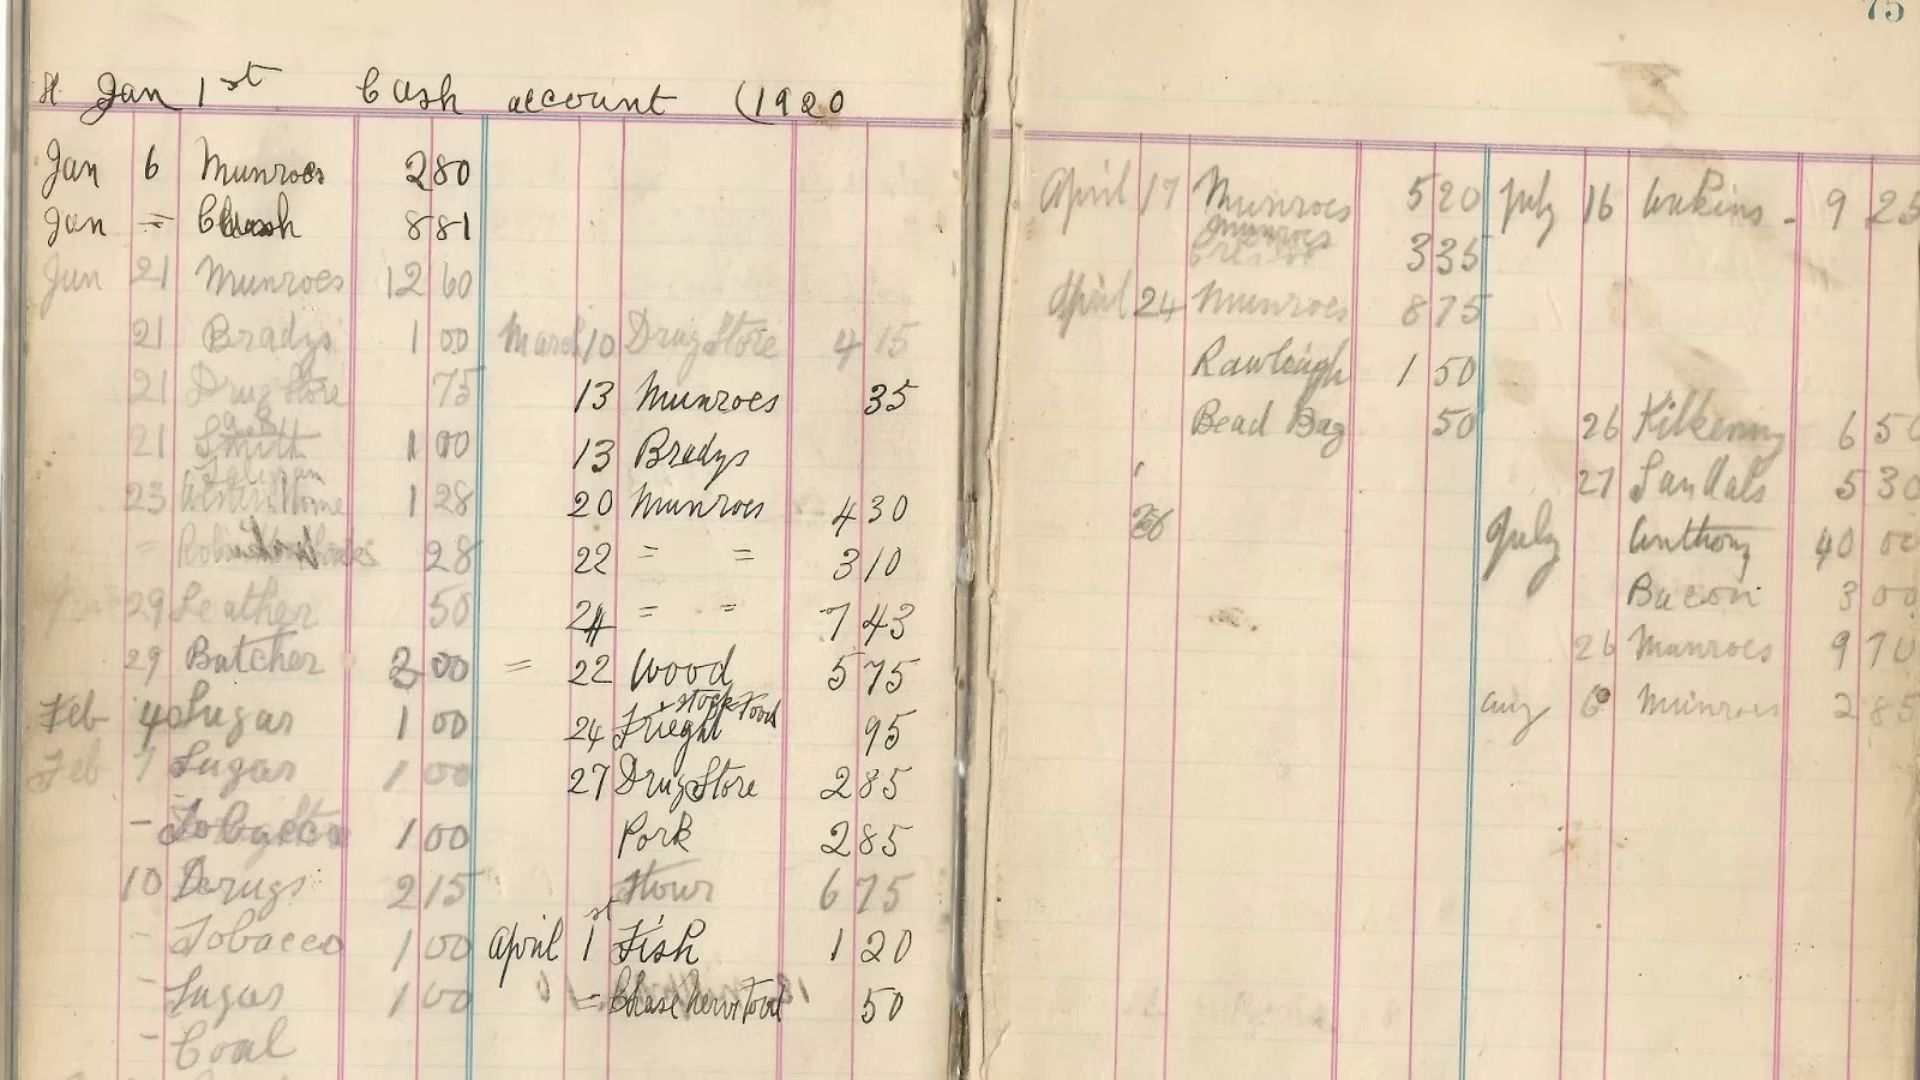 Jan 1st Cash account (1920
Jan 6 Munroes 2 80
Jan = 8 81
Jan 21 Munroes 12 60
21 Bradys 1 00
21 Drug Store 75
21 Smith 1 00
23 Western Home 1 28
= 28
29 Leather 50
29 Butcher 2 00
Feb 4 Sugar 1 00
Feb 7 Sugar 1 00
- Tobacco 1 00
10 Drugs 2 15
- Tobacco 1 00
- Sugar 1 00
- Coal
March 10 Drug Store 4 15
13 Munroes 35
13 Bradys
20 Munroes 4 30
22 = = 3 10
24 = = 7 43
= 22 Wood 5 75
stock Food
24 Frieght 95
27 Drug Store 2 85
Pork 2 85
6 75
April 1st Fish 1 20
= Chase Nerve Food 50
75
April 17 Munroes 5 20
Munroes 3 35
April 24 Munroes 8 75
Rawleigh 1 50
Bead Bag 50
26
July 16 9 25
26 Kilkenny 6 50
27 Sandals 5 30
July Anthony 40 00
Bacon 3 00
26 Munroes 9 70
Aug 6 Munroes 2 85